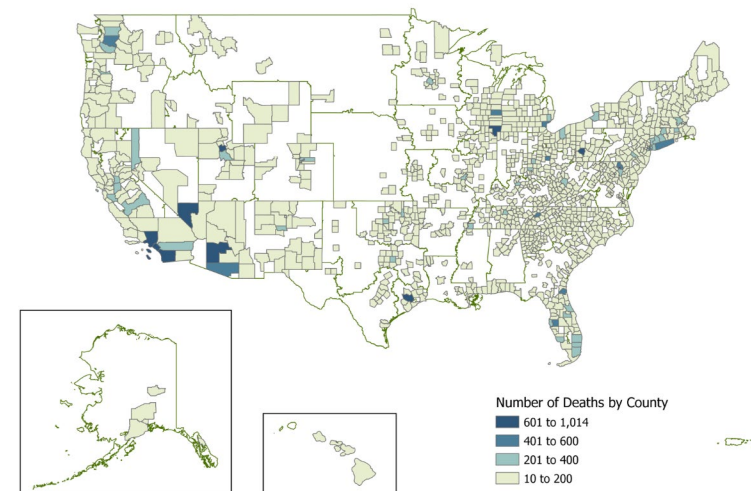 Number of Deaths by County
601 to 1,014
401 to 600
201 to 400
10 to 200